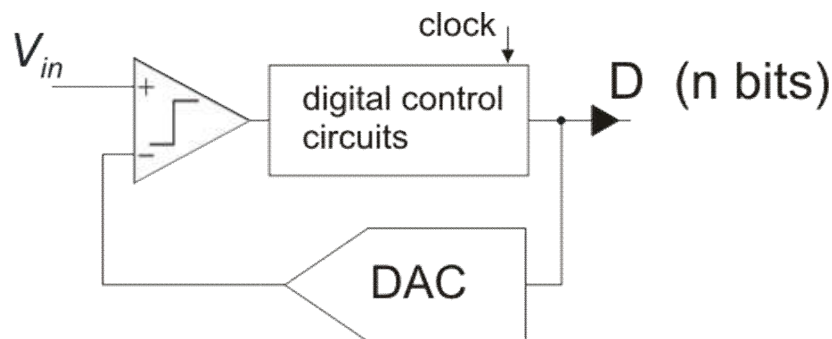 clock
V_in
D (n bits)
+
digital control
circuits
−
DAC